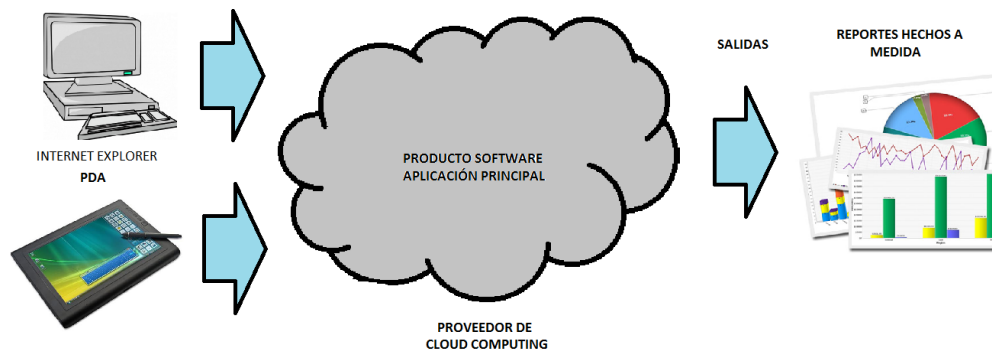 INTERNET EXPLORER
PDA
PRODUCTO SOFTWARE
APLICACIÓN PRINCIPAL
PROVEEDOR DE
CLOUD COMPUTING
SALIDAS
REPORTES HECHOS A
MEDIDA